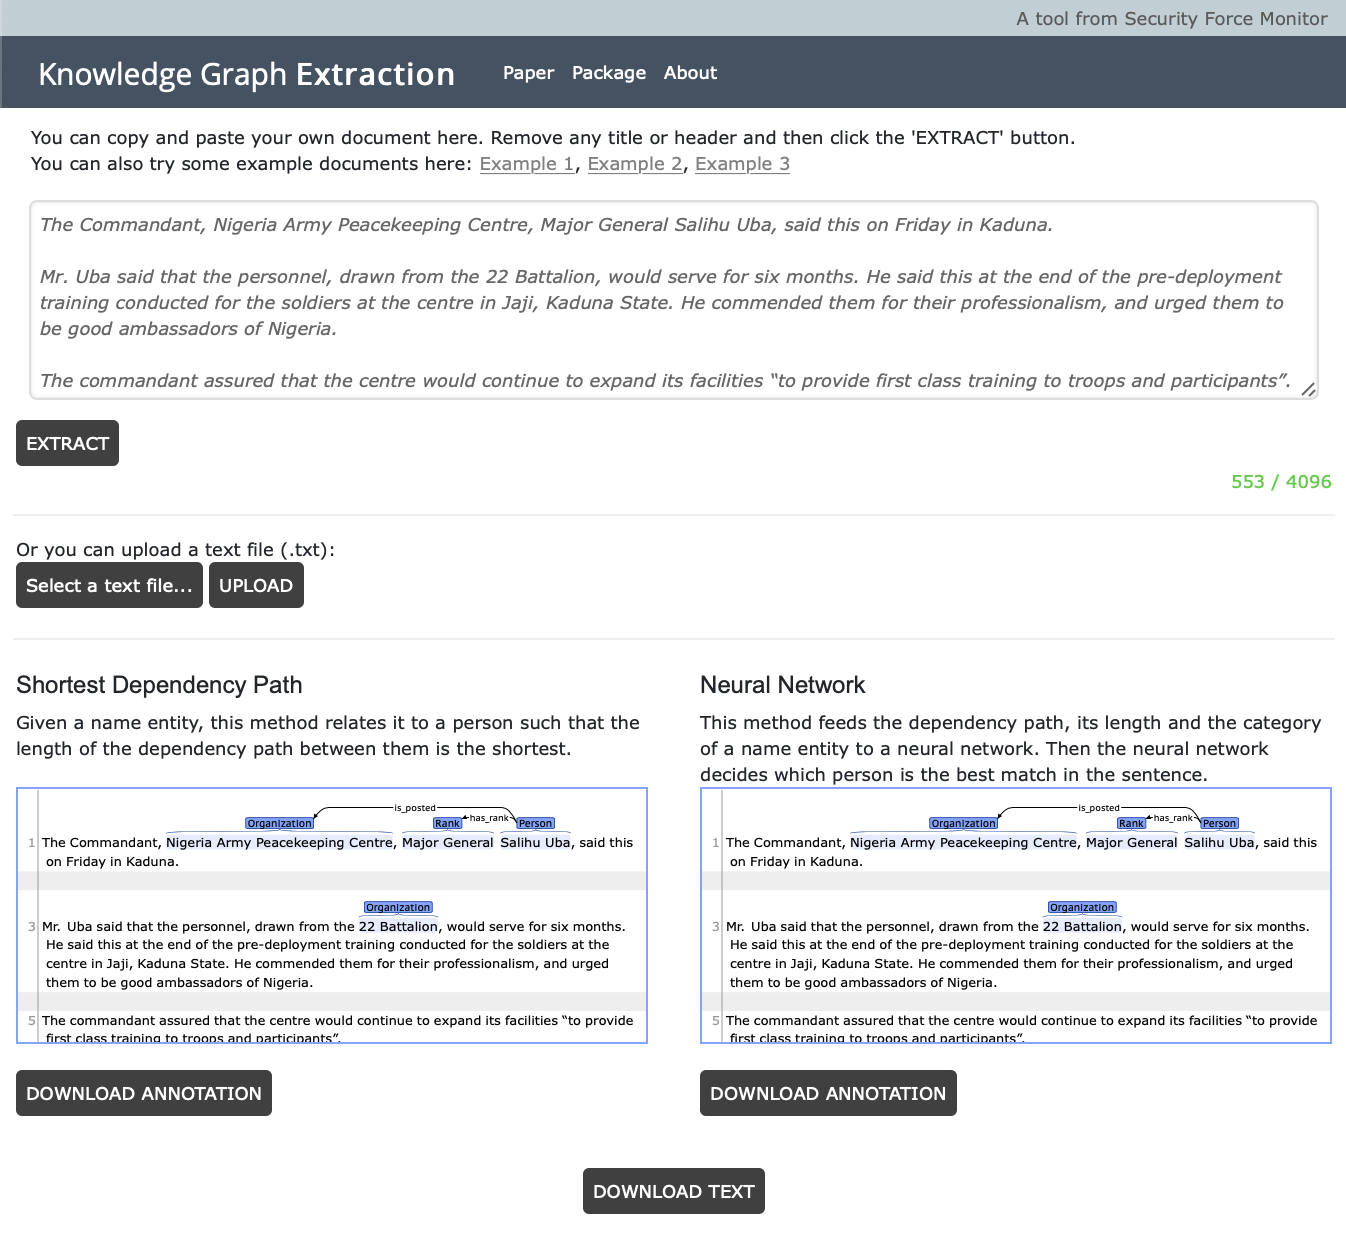 A tool from Security Force Monitor
Knowledge Graph Extraction Paper Package About
You can copy and paste your own document here. Remove any title or header and then click the 'EXTRACT' button.
You can also try some example documents here: Example 1, Example 2, Example 3
The Commandant, Nigeria Army Peacekeeping Centre, Major General Salihu Uba, said this on Friday in Kaduna.
Mr. Uba said that the personnel, drawn from the 22 Battalion, would serve for six months. He said this at the end of the pre-deployment
training conducted for the soldiers at the centre in Jaji, Kaduna State. He commended them for their professionalism, and urged them to
be good ambassadors of Nigeria.
The commandant assured that the centre would continue to expand its facilities “to provide first class training to troops and participants”.
EXTRACT
553 / 4096
Or you can upload a text file (.txt):
Select a text file... UPLOAD
Shortest Dependency Path
Given a name entity, this method relates it to a person such that the
length of the dependency path between them is the shortest.
is_posted
Organization Rank has_rank Person
1 The Commandant, Nigeria Army Peacekeeping Centre, Major General Salihu Uba, said this
on Friday in Kaduna.
Organization
3 Mr. Uba said that the personnel, drawn from the 22 Battalion, would serve for six months.
He said this at the end of the pre-deployment training conducted for the soldiers at the
centre in Jaji, Kaduna State. He commended them for their professionalism, and urged
them to be good ambassadors of Nigeria.
5 The commandant assured that the centre would continue to expand its facilities “to provide
first class training to troops and participants”.
DOWNLOAD ANNOTATION
Neural Network
This method feeds the dependency path, its length and the category
of a name entity to a neural network. Then the neural network
decides which person is the best match in the sentence.
is_posted
Organization Rank has_rank Person
1 The Commandant, Nigeria Army Peacekeeping Centre, Major General Salihu Uba, said this
on Friday in Kaduna.
Organization
3 Mr. Uba said that the personnel, drawn from the 22 Battalion, would serve for six months.
He said this at the end of the pre-deployment training conducted for the soldiers at the
centre in Jaji, Kaduna State. He commended them for their professionalism, and urged
them to be good ambassadors of Nigeria.
5 The commandant assured that the centre would continue to expand its facilities “to provide
first class training to troops and participants”.
DOWNLOAD ANNOTATION
DOWNLOAD TEXT